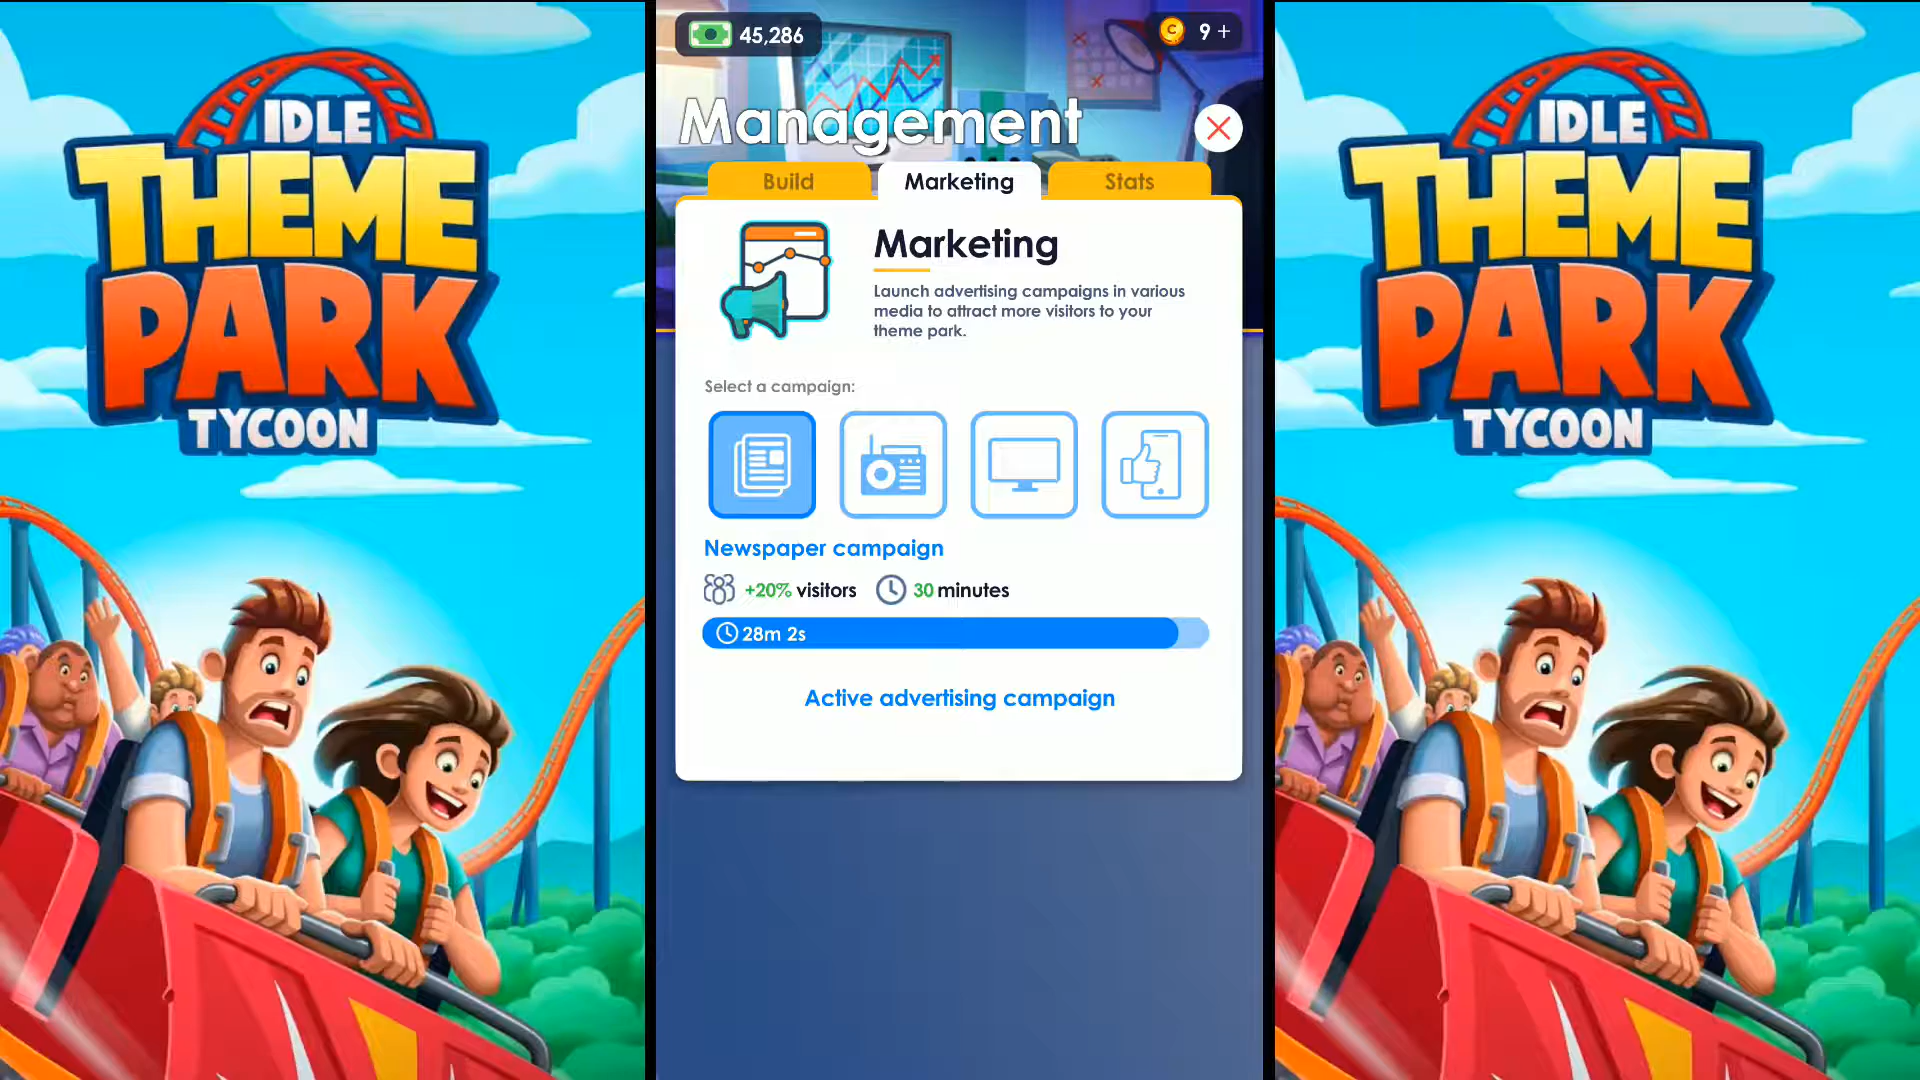 IDLE
THEME
PARK
TYCOON
45,286
C
9 +
Management
Build
Marketing
Stats
Marketing
Launch advertising campaigns in various
media to attract more visitors to your
theme park.
Select a campaign:
Newspaper campaign
+20% visitors
30 minutes
28m 2s
Active advertising campaign
IDLE
THEME
PARK
TYCOON